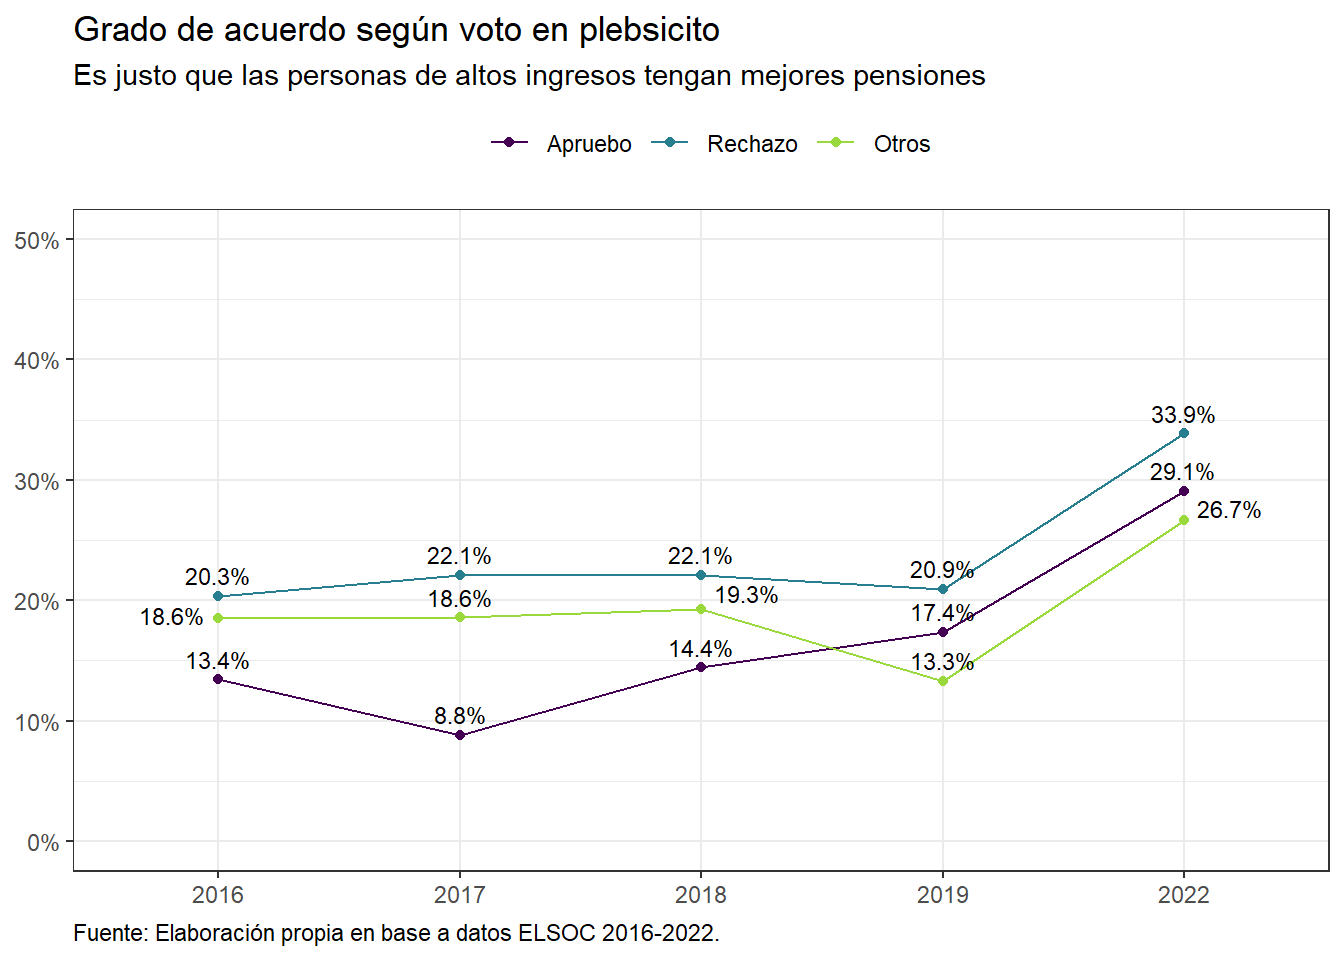 Grado de acuerdo según voto en plebsicito
Es justo que las personas de altos ingresos tengan mejores pensiones
Apruebo Rechazo Otros
50%
40%
33.9%
29.1%
30%
26.7%
22.1% 22.1%
20.3% 20.9%
18.6% 19.3%
20%
18.6% 17.4%
13.4% 14.4% 13.3%
8.8%
10%
0%
2016 2017 2018 2019 2022
Fuente: Elaboración propia en base a datos ELSOC 2016-2022.